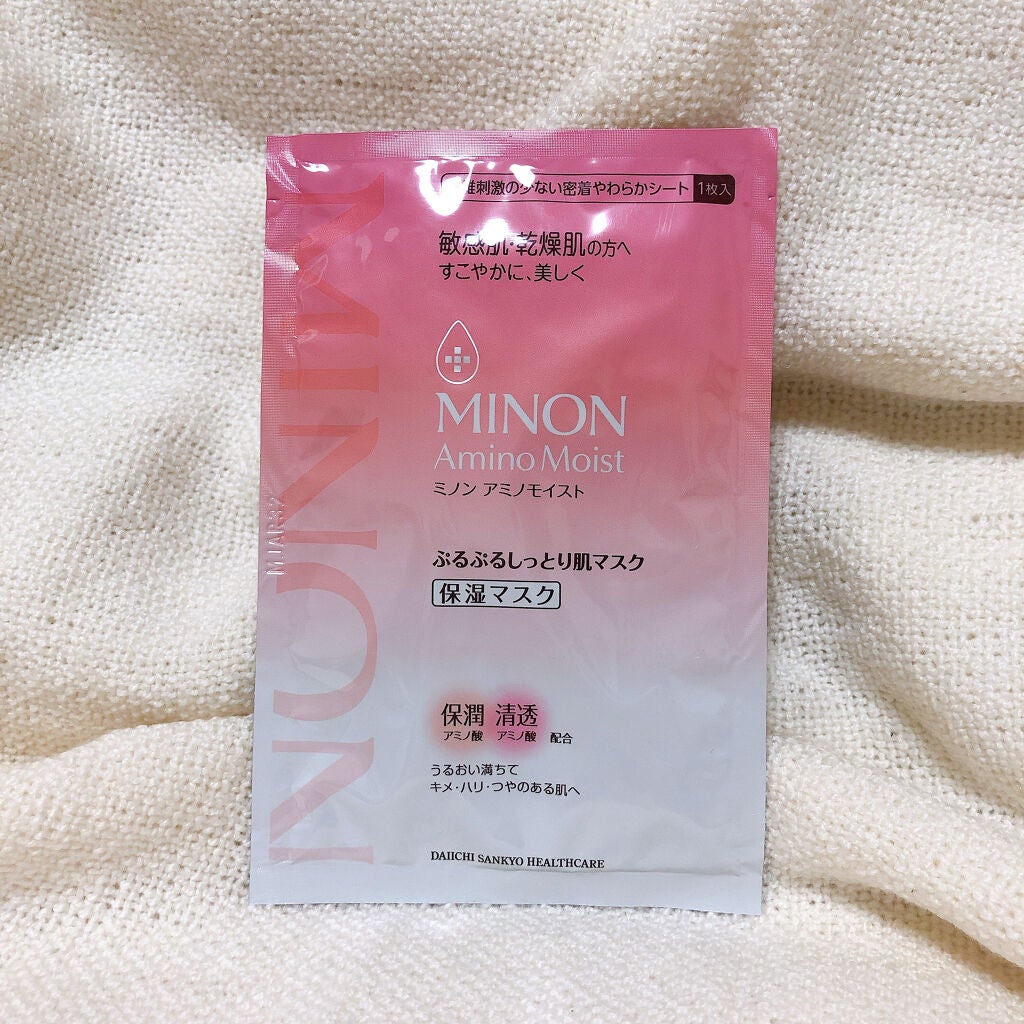 刺激の少ない密着やわらかシート 1枚入
敏感肌・乾燥肌の方へ
すこやかに、美しく
MINON
MINON
Amino Moist
ミノン アミノモイスト
ぷるぷるしっとり肌マスク
保湿マスク
保潤 清透
アミノ酸 アミノ酸 配合
うるおい満ちて
キメ・ハリ・つやのある肌へ
DAIICHI SANKYO HEALTHCARE